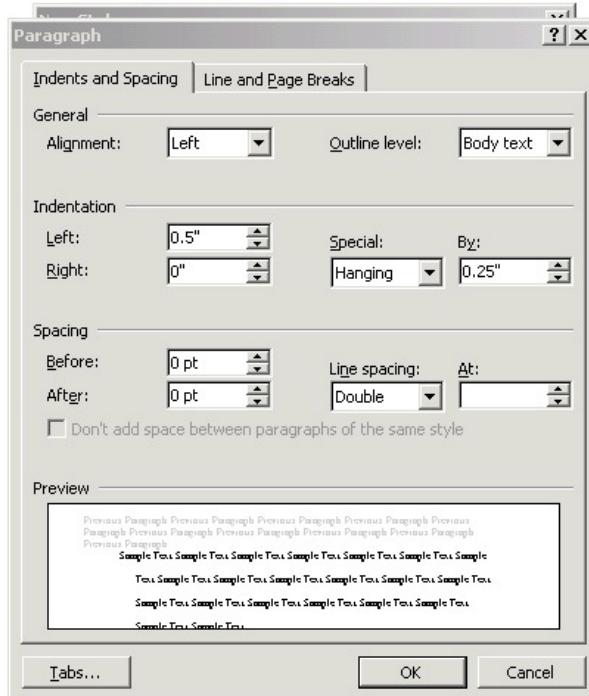 Paragraph
Indents and Spacing Line and Page Breaks
General
Alignment: Left Outline level: Body text
Indentation
Left: 0.5" Special: By:
Right: 0" Hanging 0.25"
Spacing
Before: 0 pt Line spacing: At:
After: 0 pt Double
Don't add space between paragraphs of the same style
Preview
Previous Paragraph Previous Paragraph Previous Paragraph Previous Paragraph Previous
Paragraph Previous Paragraph Previous Paragraph Previous Paragraph Previous Paragraph
Previous Paragraph
Sample Text Sample Text Sample Text Sample Text Sample Text Sample Text Sample
Text Sample Text Sample Text Sample Text Sample Text Sample Text Sample Text
Sample Text Sample Text Sample Text Sample Text Sample Text Sample Text
Sample Text Sample Text
Tabs... OK Cancel